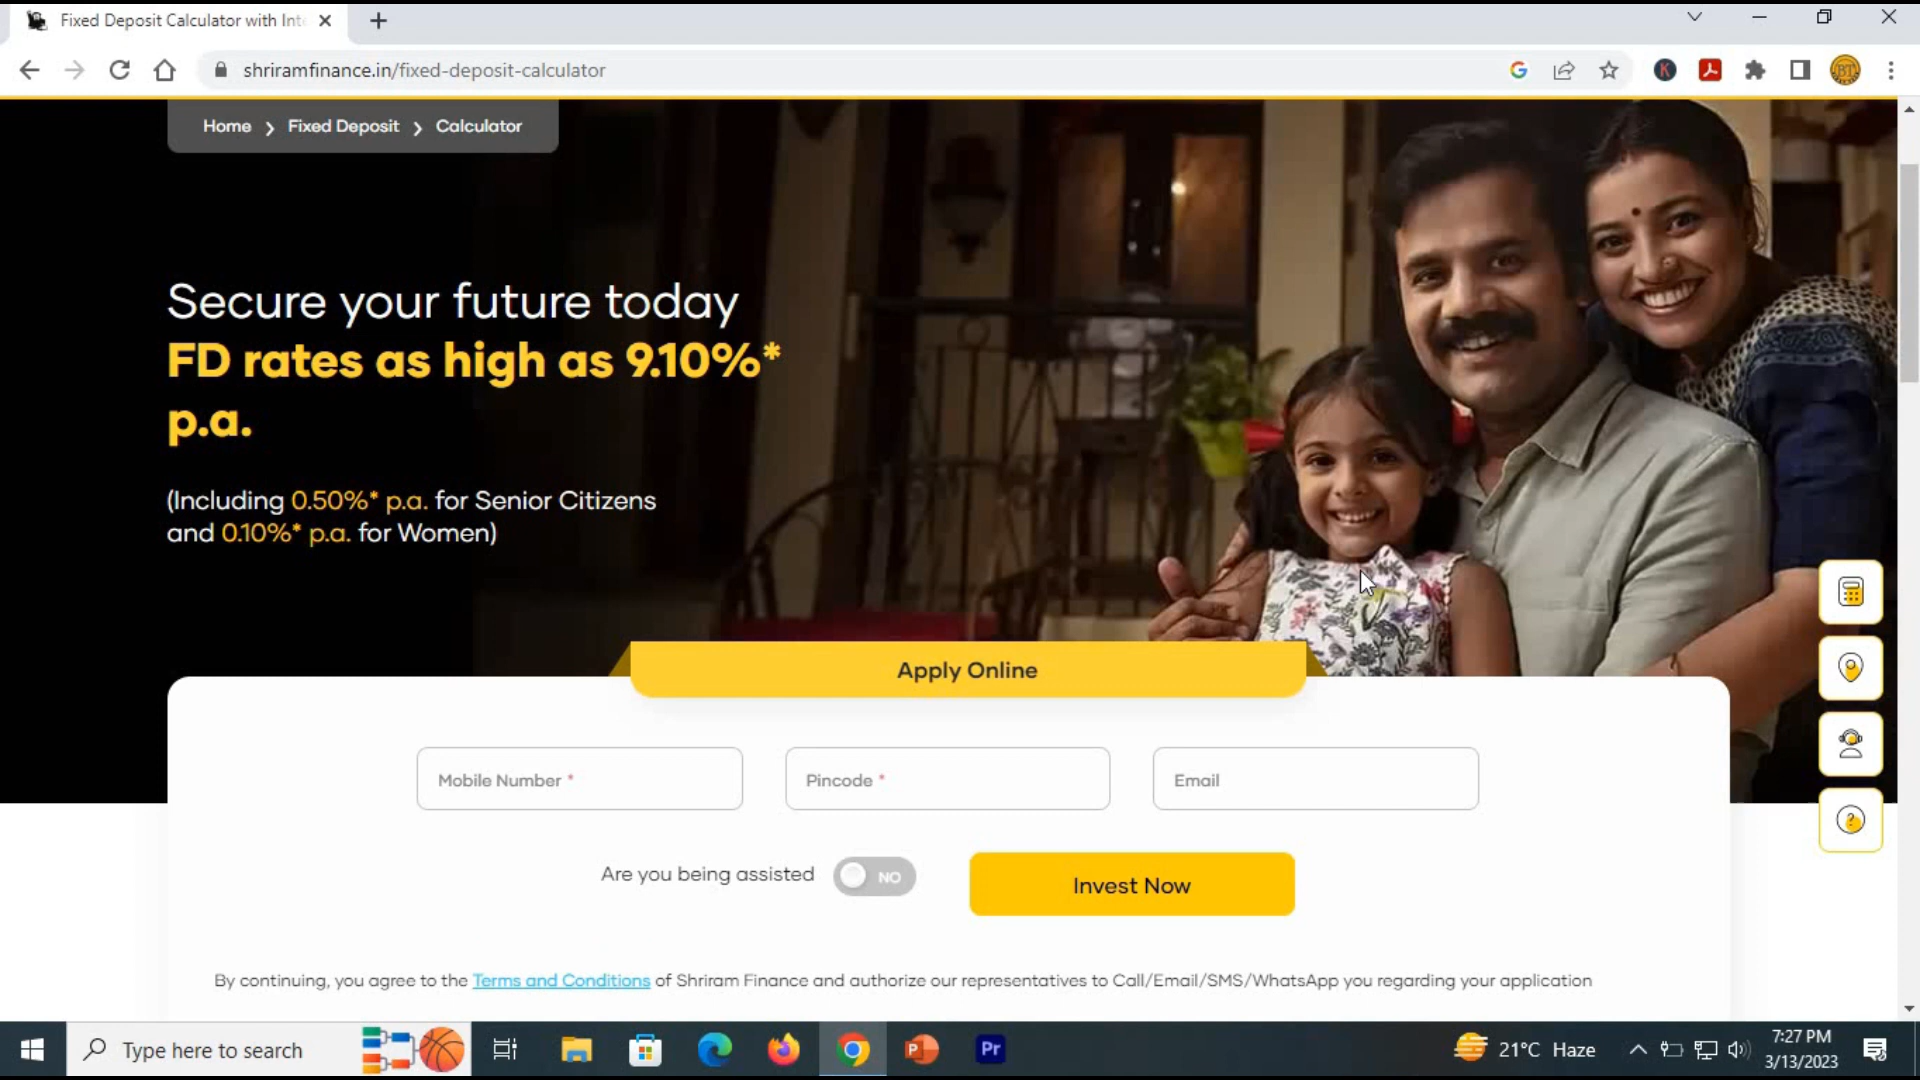 Fixed Deposit Calculator with Inte
shriramfinance.in/fixed-deposit-calculator
Home > Fixed Deposit > Calculator
Secure your future today
FD rates as high as 9.10%*
p.a.
(Including 0.50%* p.a. for Senior Citizens
and 0.10%* p.a. for Women)
Apply Online
Mobile Number * Pincode * Email
Are you being assisted NO Invest Now
By continuing, you agree to the Terms and Conditions of Shriram Finance and authorize our representatives to Call/Email/SMS/WhatsApp you regarding your application
Type here to search
Pr
21°C Haze
7:27 PM
3/13/2023